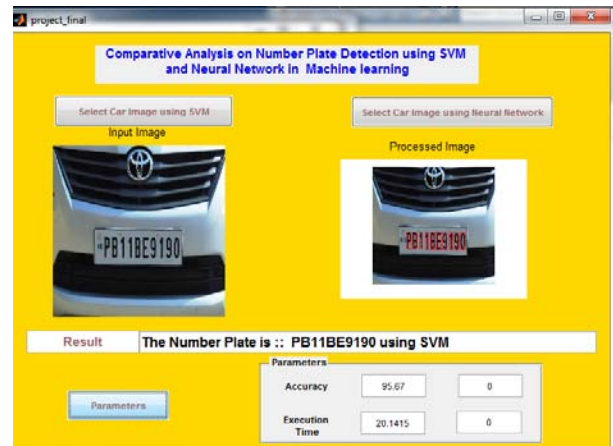 project_final
Comparative Analysis on Number Plate Detection using SVM
and Neural Network in Machine learning
Select Car Image using SVM
Select Car Image using Neural Network
Input Image
Processed Image
PB11BE9190
PB11BE9190
Result
The Number Plate is :: PB11BE9190 using SVM
Parameters
Parameters
Accuracy
95.67
0
Execution
Time
20.1415
0